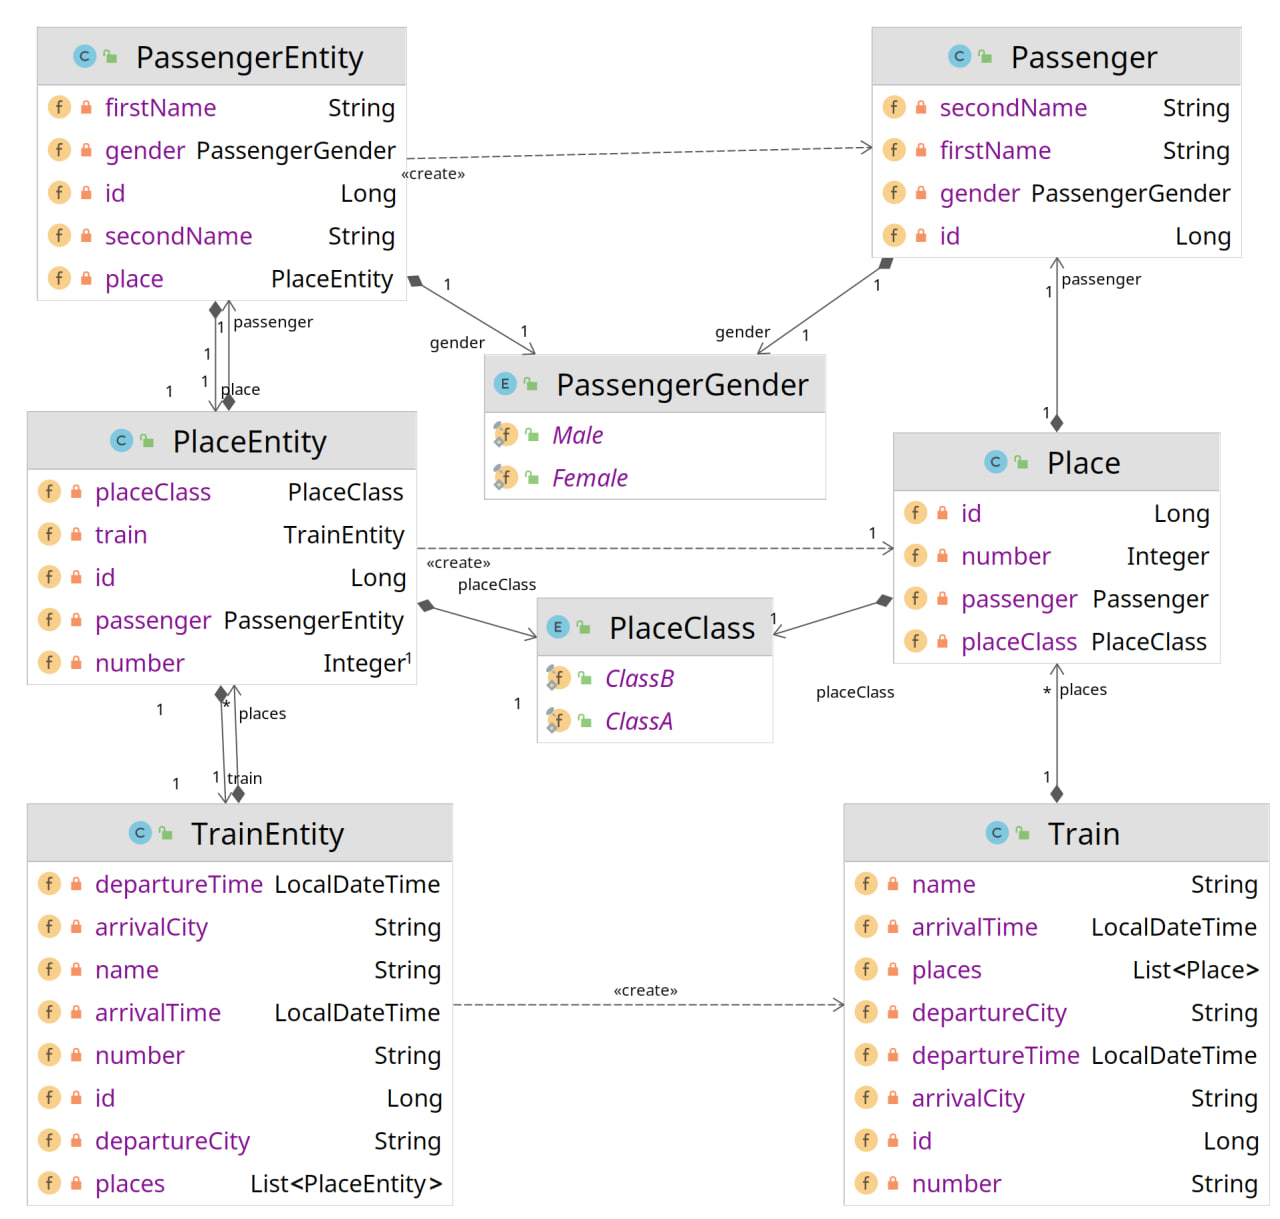 PassengerEntity
firstName String
gender PassengerGender
id Long
secondName String
place PlaceEntity
Passenger
secondName String
firstName String
gender PassengerGender
id Long
«create»
1
1
gender
1
1
gender
1
passenger
1
1
passenger
1
1
place
1
1
PassengerGender
Male
Female
PlaceEntity
placeClass PlaceClass
train TrainEntity
id Long
passenger PassengerEntity
number Integer
Place
id Long
number Integer
passenger Passenger
placeClass PlaceClass
«create»
1
placeClass
1
1
1
placeClass
PlaceClass
ClassB
ClassA
1
*
places
1
1
train
*
places
1
TrainEntity
departureTime LocalDateTime
arrivalCity String
name String
arrivalTime LocalDateTime
number String
id Long
departureCity String
places List<PlaceEntity>
«create»
Train
name String
arrivalTime LocalDateTime
places List<Place>
departureCity String
departureTime LocalDateTime
arrivalCity String
id Long
number String